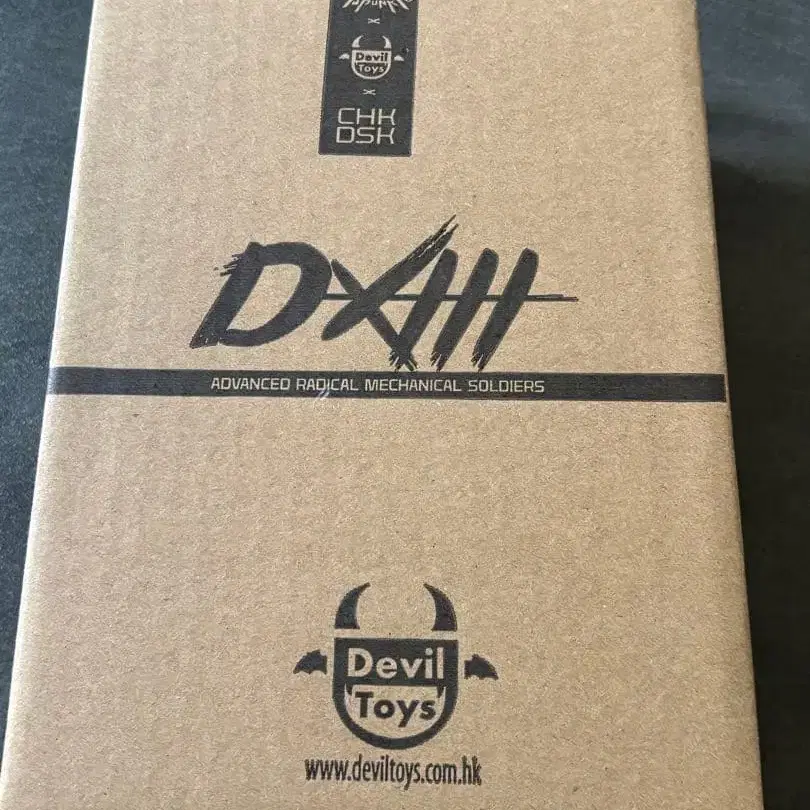 ×
Devil
Toys
×
CHK
DSK
DXIII
ADVANCED RADICAL MECHANICAL SOLDIERS
Devil
Toys
www.deviltoys.com.hk